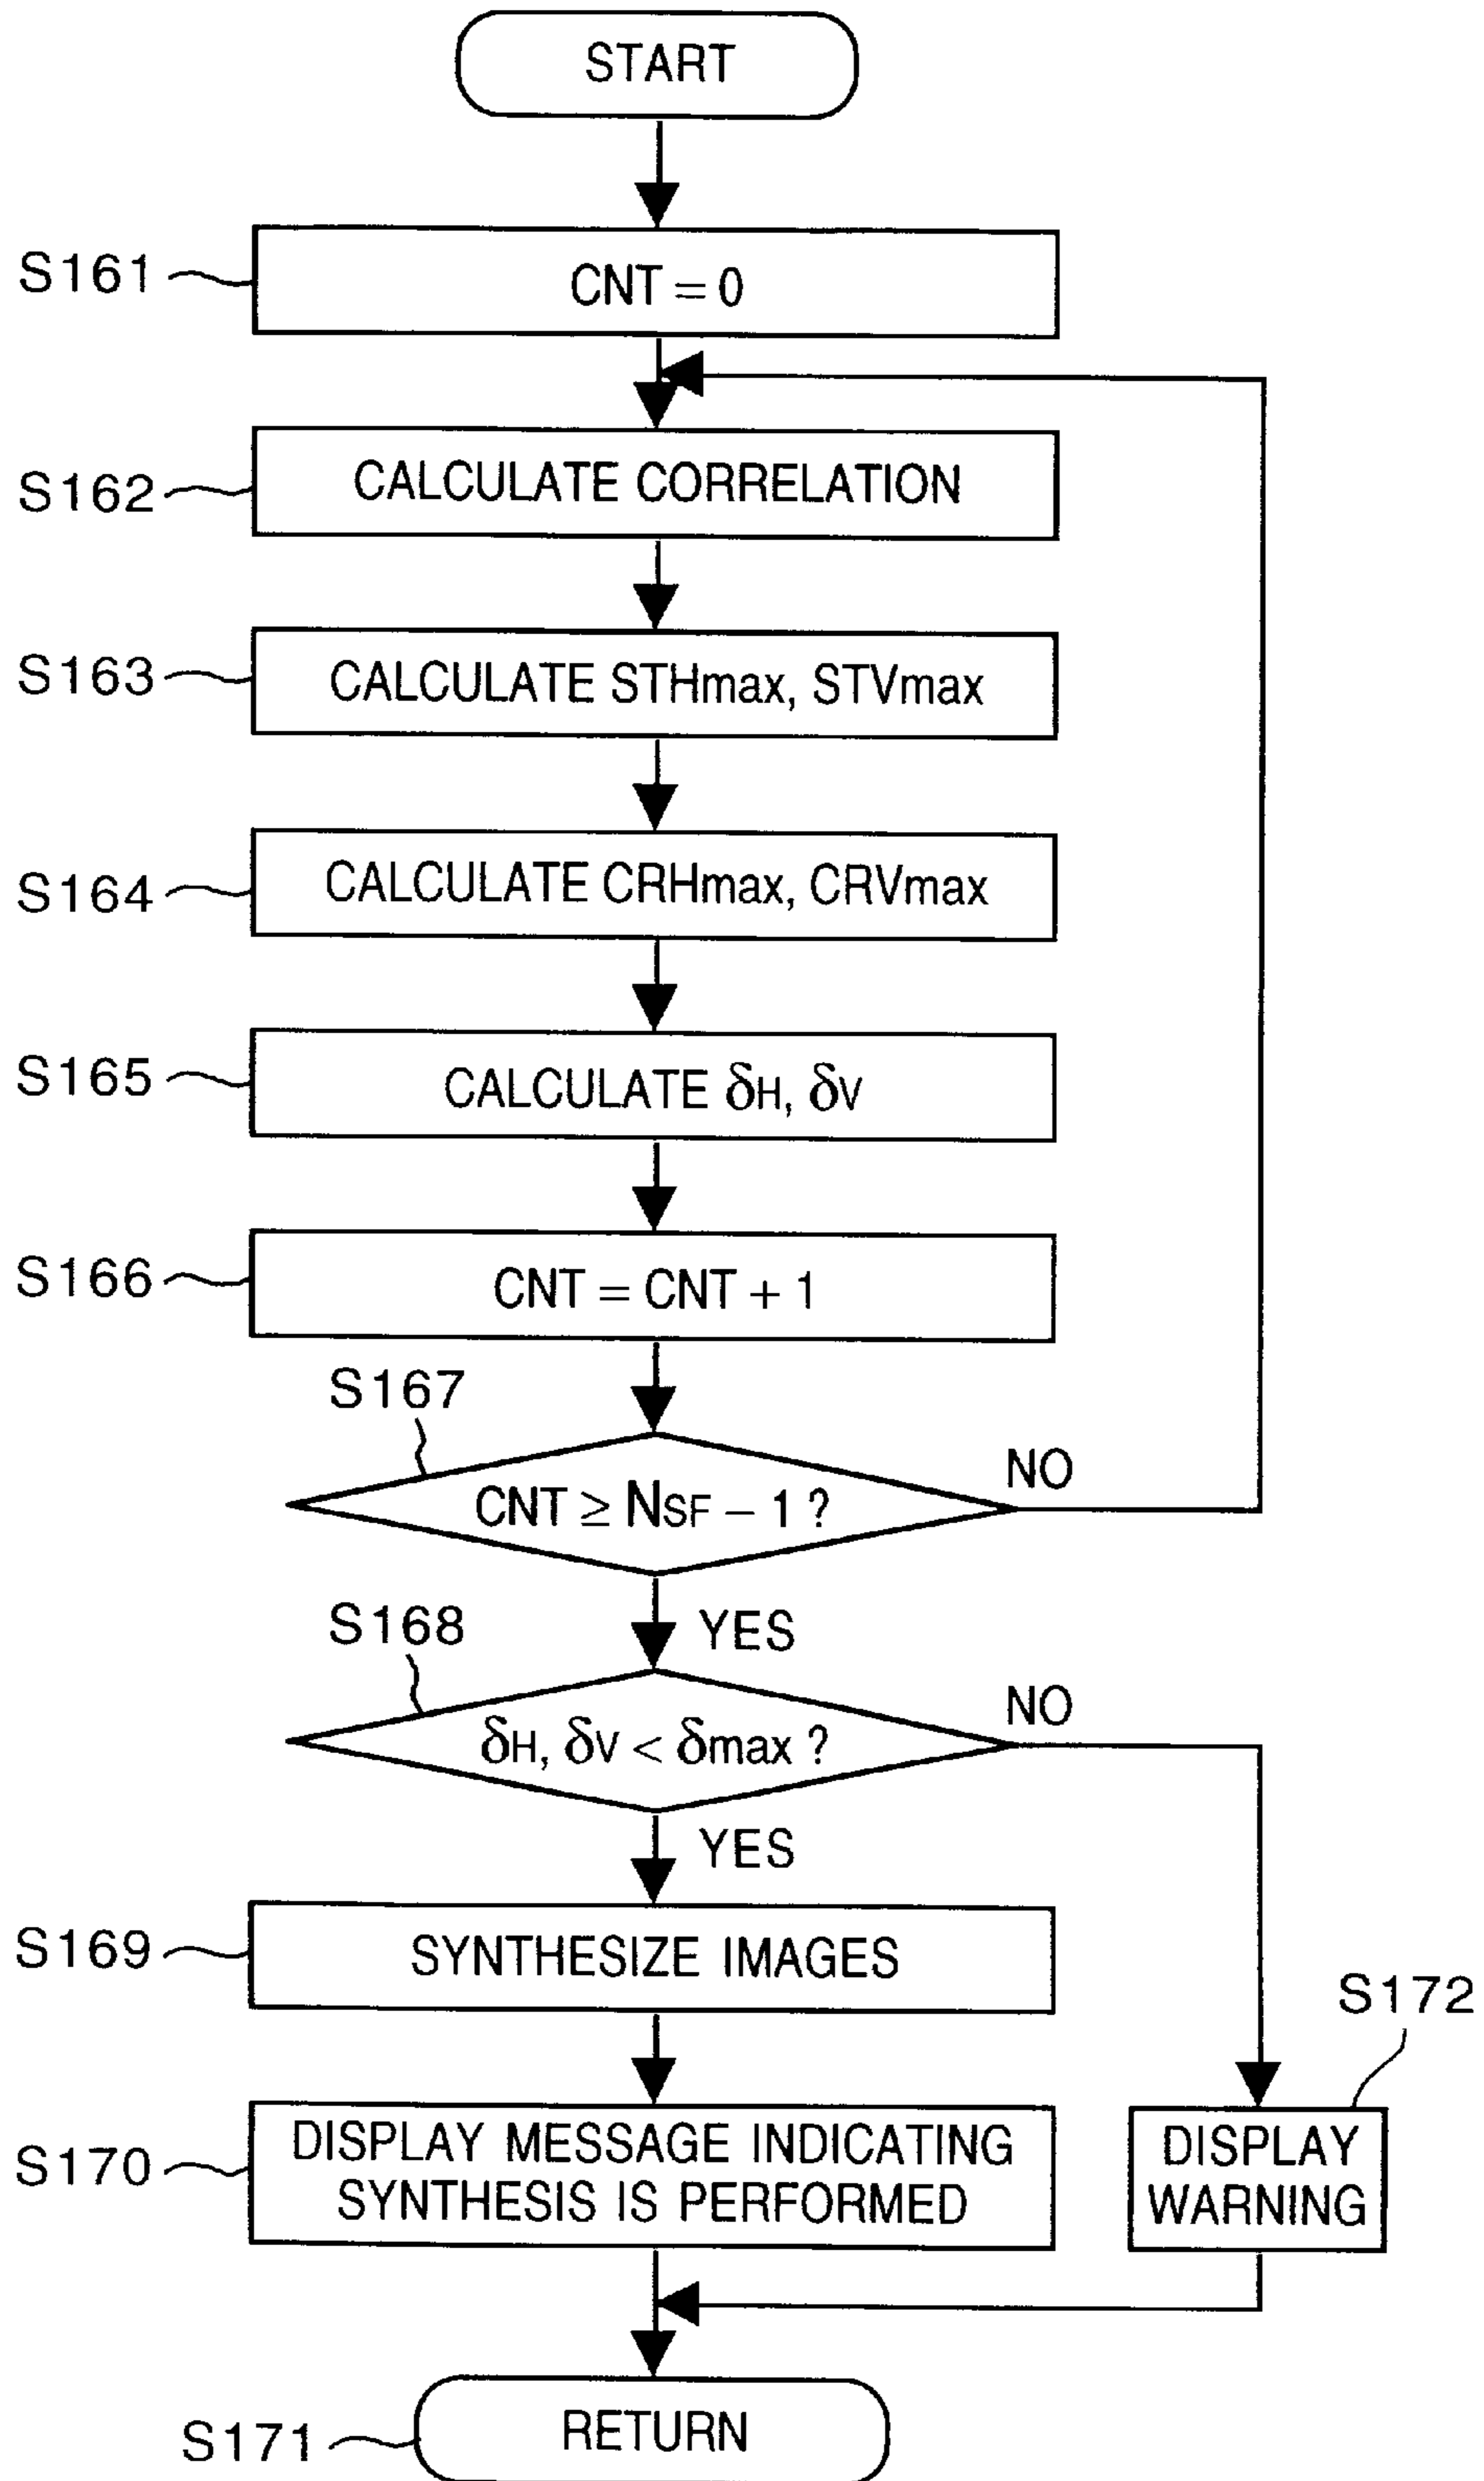 START
S161
CNT = 0
S162
CALCULATE CORRELATION
S163
CALCULATE STHmax, STVmax
S164
CALCULATE CRHmax, CRVmax
S165
CALCULATE δH, δV
S166
CNT = CNT + 1
S167
CNT ≥ NSF − 1 ?
NO
YES
S168
δH, δV < δmax ?
NO
YES
S169
SYNTHESIZE IMAGES
S170
DISPLAY MESSAGE INDICATING
SYNTHESIS IS PERFORMED
S172
DISPLAY
WARNING
S171
RETURN